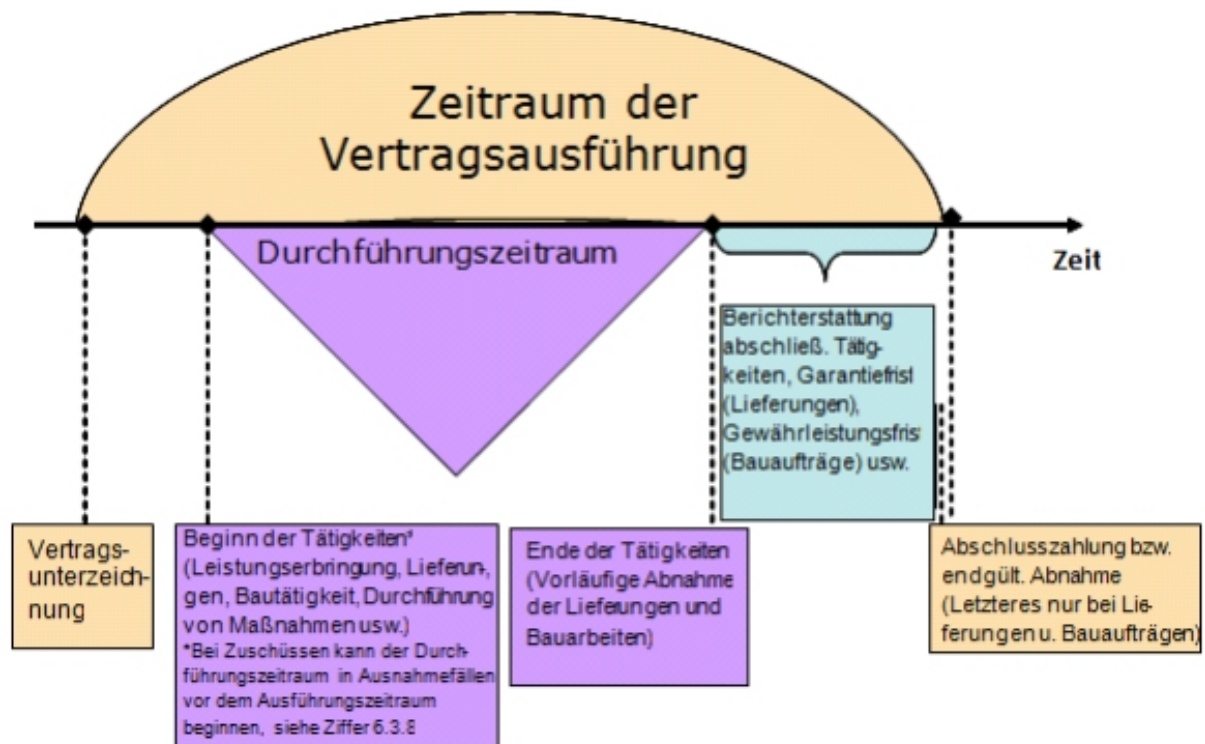 Zeitraum der
Vertragsausführung
Durchführungszeitraum
Zeit
Berichterstattung
abschließ. Tätig-
keiten, Garantiefrist
(Lieferungen),
Gewährleistungsfris
(Bauaufträge) usw.
Vertrags-
unterzeich-
nung
Beginn der Tätigkeiten*
(Leistungserbringung, Lieferun-
gen, Bautätigkeit, Durchführung
von Maßnahmen usw.)
*Bei Zuschüssen kann der Durch-
führungszeitraum in Ausnahmefällen
vor dem Ausführungszeitraum
beginnen, siehe Ziffer 6.3.8
Ende der Tätigkeiten
(Vorläufige Abnahme
der Lieferungen und
Bauarbeiten)
Abschlusszahlung bzw.
endgült. Abnahme
(Letzteres nur bei Lie-
ferungen u. Bauaufträgen)